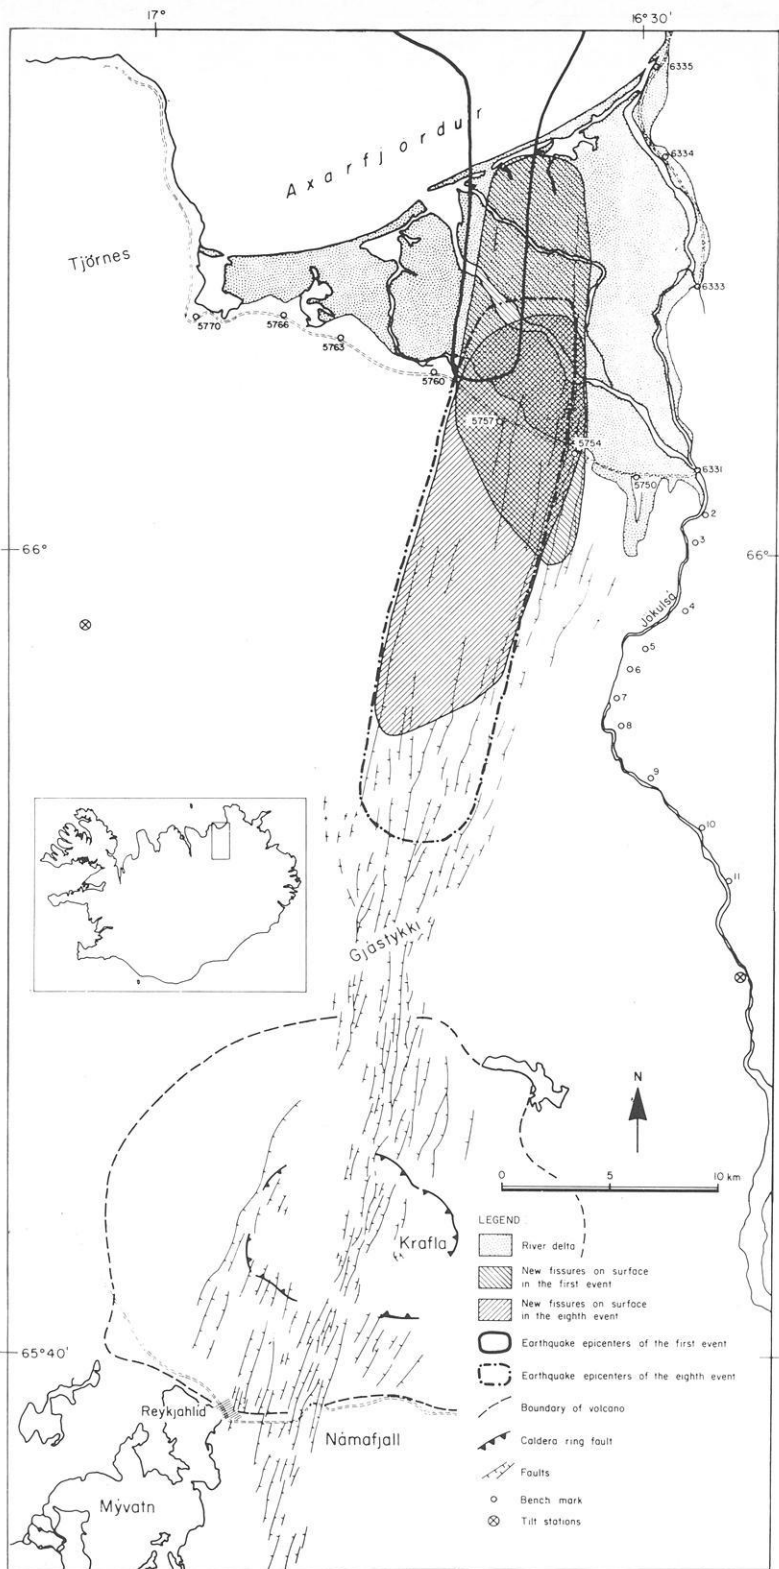 17°
16° 30'
6335
Axarfjördur
6334
Tjörnes
6333
5770
5766
5763
5760
5757
5754
6331
5750
2
66°
66°
3
Jökulsá
4
5
6
7
8
9
10
11
Gjástykki
N
0 5 10 km
Krafla
LEGEND
River delta
New fissures on surface
in the first event
New fissures on surface
in the eighth event
Earthquake epicenters of the first event
Earthquake epicenters of the eighth event
Boundary of volcano
Caldera ring fault
Faults
Bench mark
Tilt stations
65°40'
Reykjahlíd
Námafjall
Mývatn